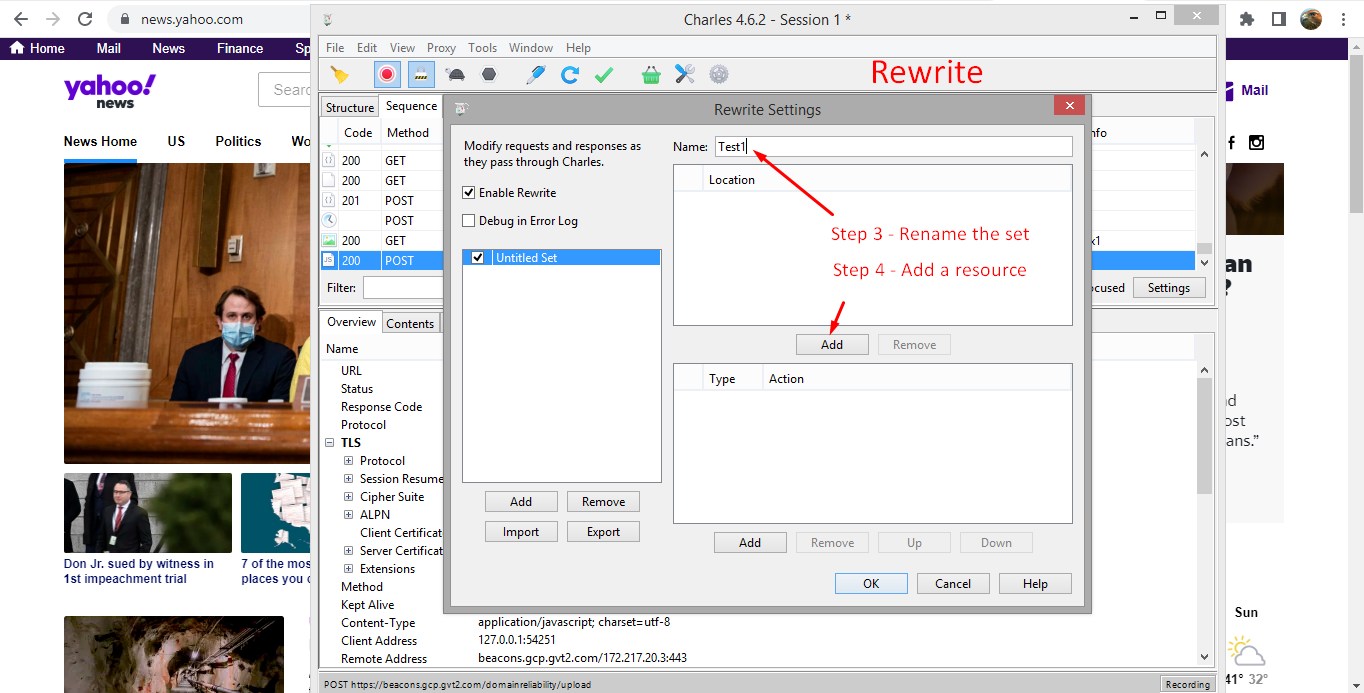 news.yahoo.com
Charles 4.6.2 - Session 1 *
Home Mail News Finance Sp
File Edit View Proxy Tools Window Help
Rewrite
yahoo!
news
Searc
Mail
Structure Sequence
Rewrite Settings
News Home US Politics Wo
Code Method
nfo
200 GET
200 GET
201 POST
POST
200 GET
x1
200 POST
Filter:
ocused Settings
Modify requests and responses as
they pass through Charles.
Enable Rewrite
Debug in Error Log
Untitled Set
Add Remove
Import Export
Name: Test1
Location
Step 3 - Rename the set
Step 4 - Add a resource
Add Remove
Type Action
Add Remove Up Down
OK Cancel Help
Overview Contents
Name
URL
Status
Response Code
Protocol
TLS
Protocol
Session Resume
Cipher Suite
ALPN
Client Certificat
Server Certificat
Extensions
Method
Kept Alive
Content-Type application/javascript; charset=utf-8
Client Address 127.0.0.1:54251
Remote Address beacons.gcp.gvt2.com/172.217.20.3:443
POST https://beacons.gcp.gvt2.com/domainreliability/upload
Recording
Don Jr. sued by witness in
1st impeachment trial
7 of the mos
places you c
an
?
d
ost
ans.”
Sun
41° 32°